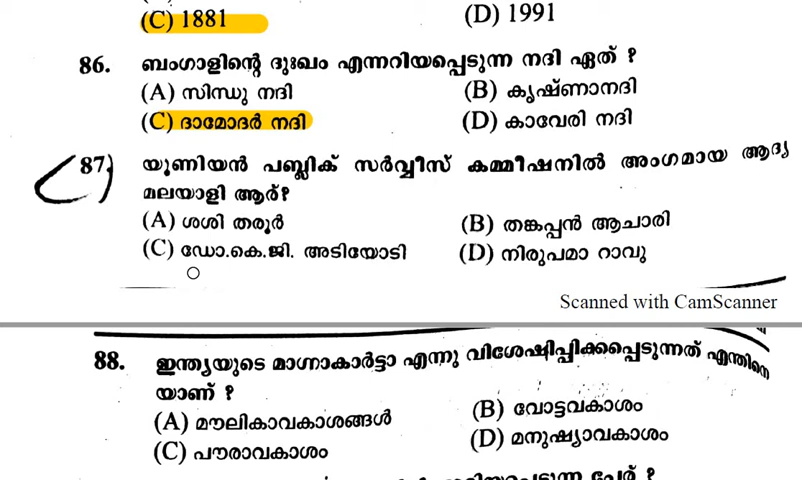 (C) 1881 (D) 1991
86. ബംഗാളിന്റെ ദുഃഖം എന്നറിയപ്പെടുന്ന നദി ഏത് ?
(A) സിന്ധു നദി (B) കൃഷ്ണാനദി
(C) ദാമോദർ നദി (D) കാവേരി നദി
87. യൂണിയൻ പബ്ലിക് സർവ്വീസ് കമ്മീഷനിൽ അംഗമായ ആദ്യ
മലയാളി ആര്?
(A) ശശി തരൂർ (B) തങ്കപ്പൻ ആചാരി
(C) ഡോ.കെ.ജി. അടിയോടി (D) നിരുപമാ റാവു
Scanned with CamScanner
88. ഇന്ത്യയുടെ മാഗ്നാകാർട്ടാ എന്നു വിശേഷിപ്പിക്കപ്പെടുന്നത് എന്തിനെ
യാണ് ?
(A) മൗലികാവകാശങ്ങൾ (B) വോട്ടവകാശം
(C) പൗരാവകാശം (D) മനുഷ്യാവകാശം